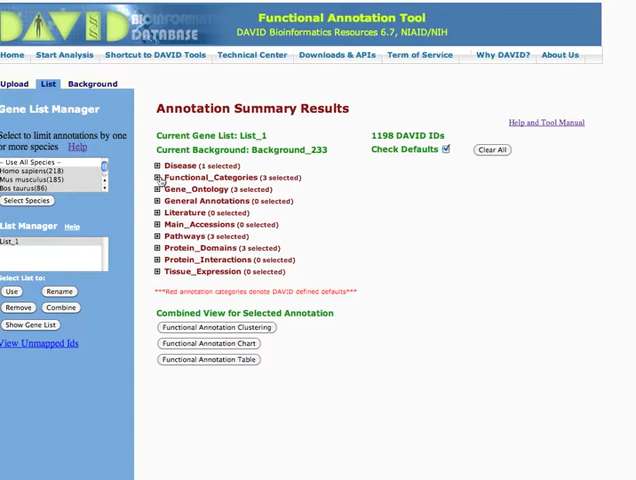 DAVID BIOINFORMATICS DATABASE
Functional Annotation Tool
DAVID Bioinformatics Resources 6.7, NIAID/NIH
Home Start Analysis Shortcut to DAVID Tools Technical Center Downloads & APIs Term of Service Why DAVID? About Us
Upload List Background
Gene List Manager
Select to limit annotations by one
or more species Help
- Use All Species -
Homo sapiens(218)
Mus musculus(185)
Bos taurus(86)
Select Species
List Manager Help
List_1
Select List to:
Use Rename
Remove Combine
Show Gene List
View Unmapped Ids
Annotation Summary Results
Help and Tool Manual
Current Gene List: List_1 1198 DAVID IDs
Current Background: Background_233 Check Defaults Clear All
Disease (1 selected)
Functional_Categories (3 selected)
Gene_Ontology (3 selected)
General Annotations (0 selected)
Literature (0 selected)
Main_Accessions (0 selected)
Pathways (3 selected)
Protein_Domains (3 selected)
Protein_Interactions (0 selected)
Tissue_Expression (0 selected)
***Red annotation categories denote DAVID defined defaults***
Combined View for Selected Annotation
Functional Annotation Clustering
Functional Annotation Chart
Functional Annotation Table